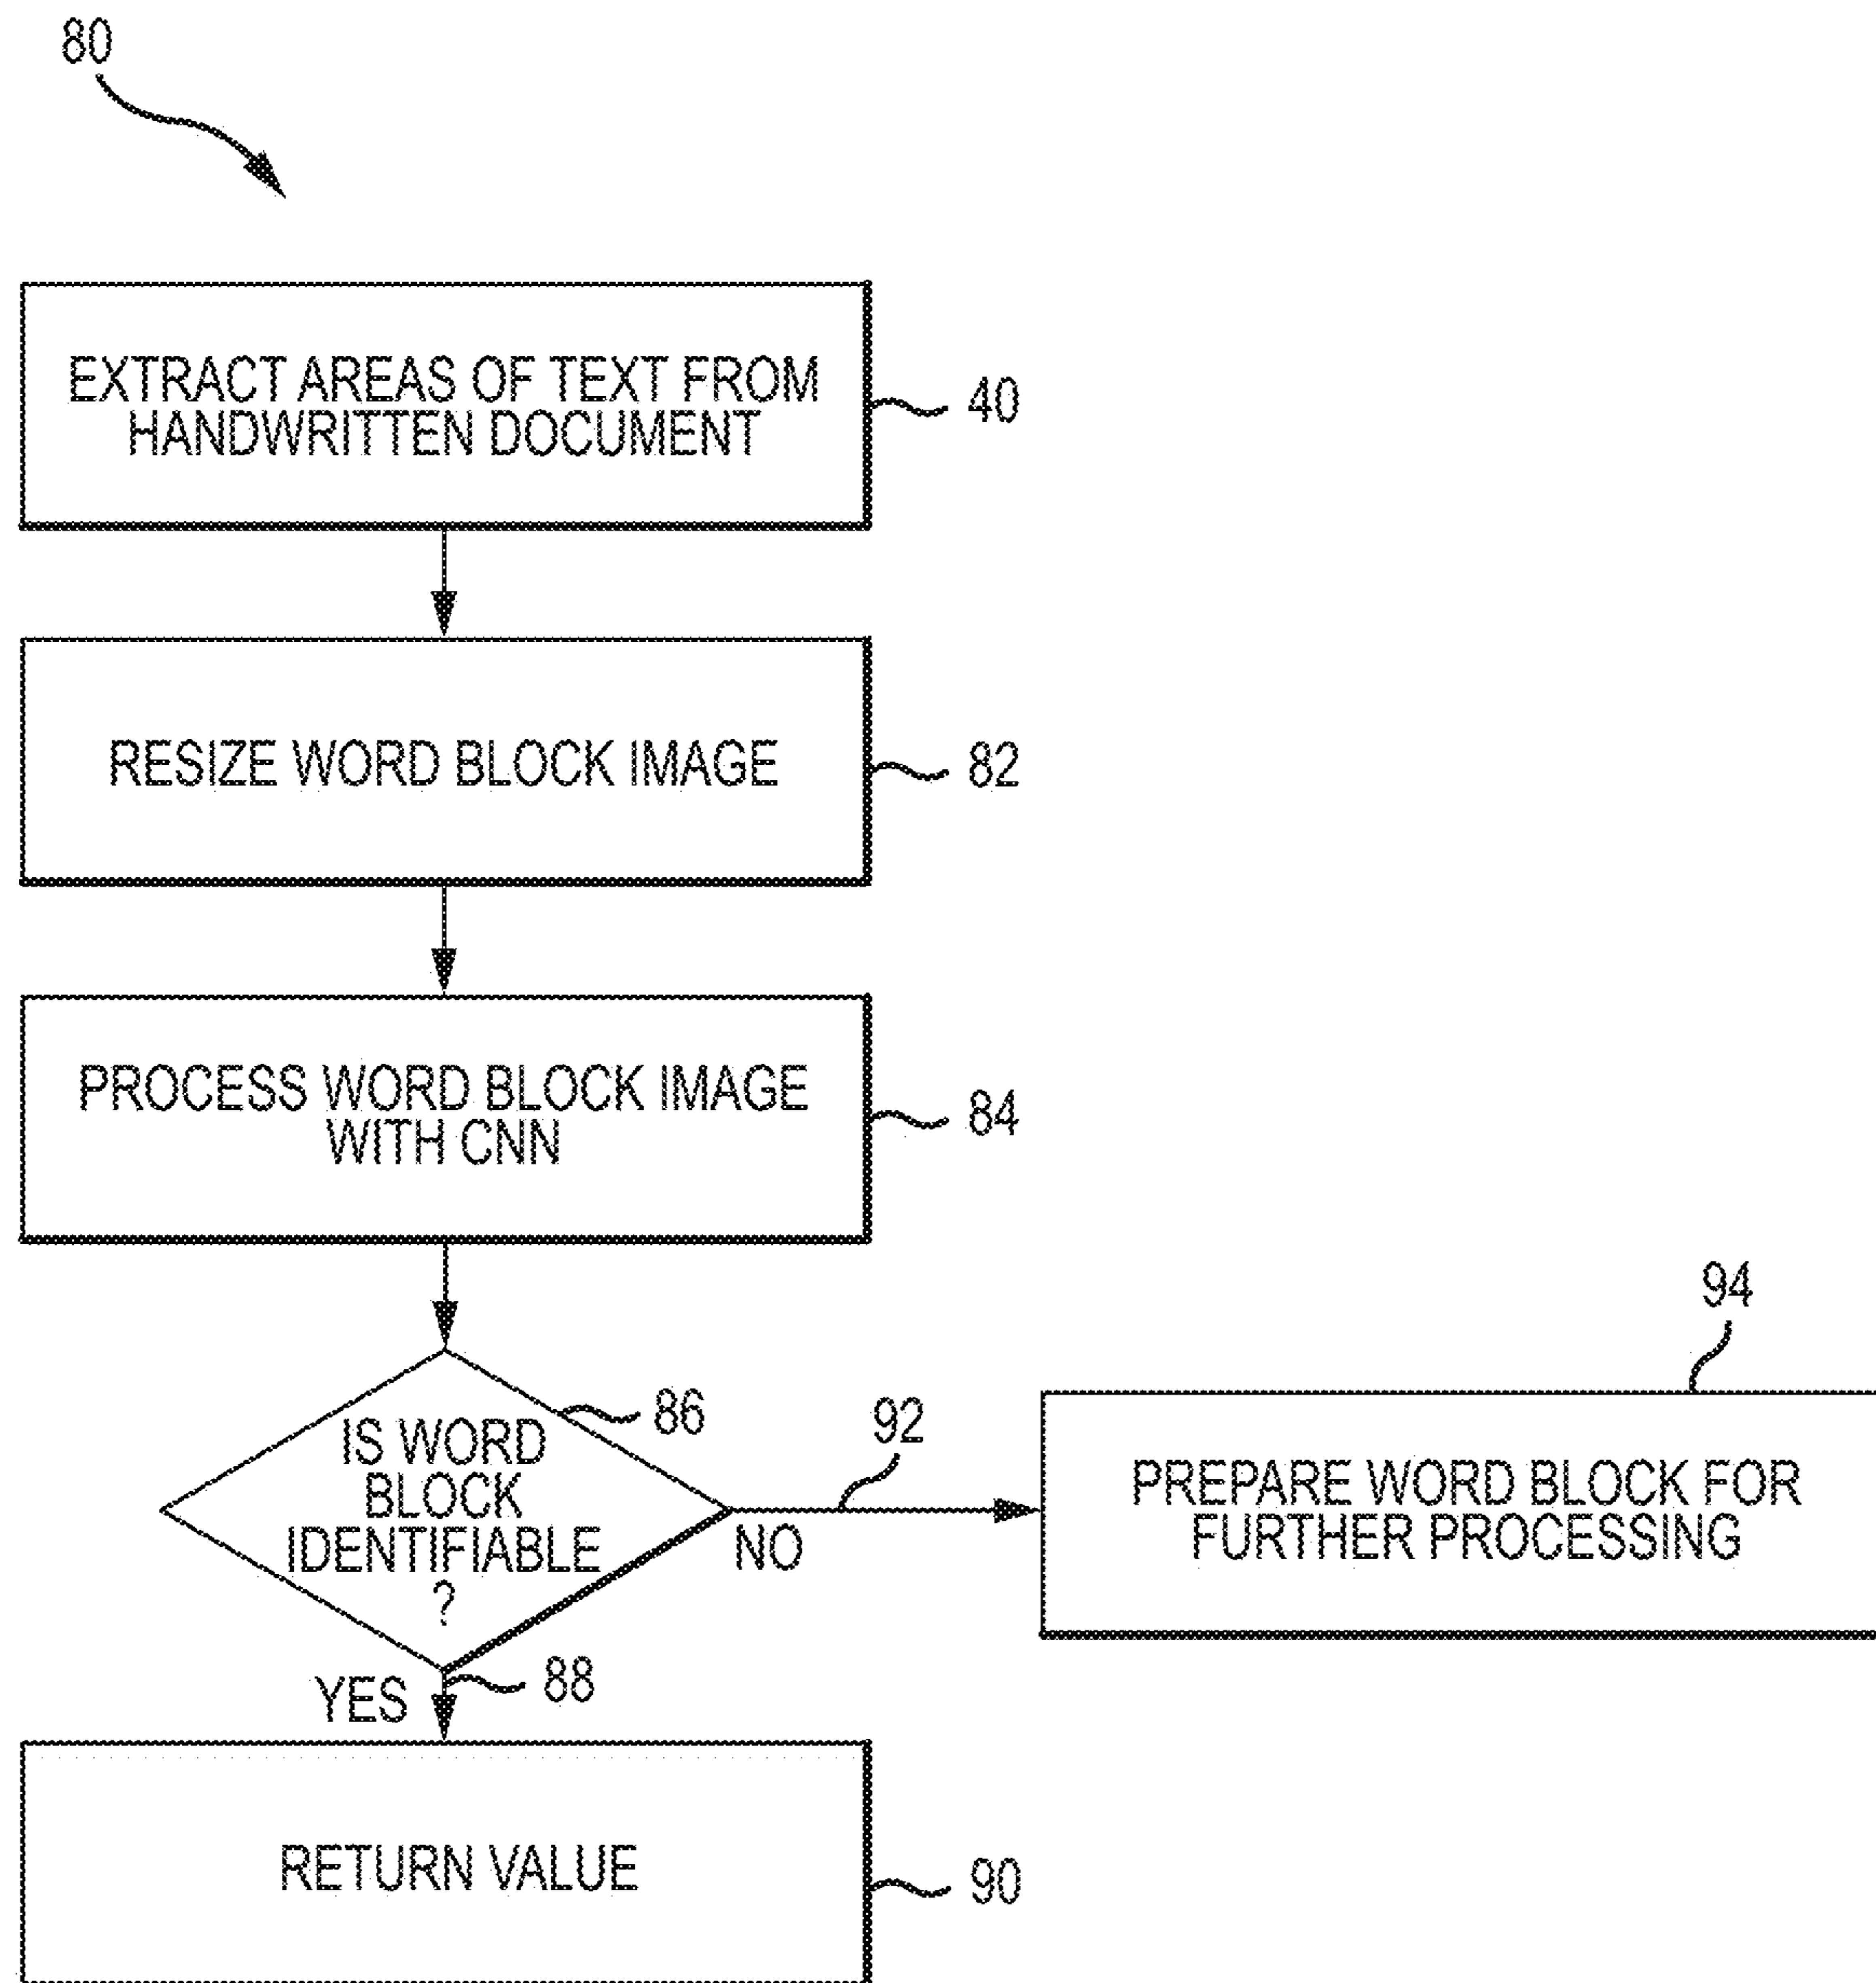 80
EXTRACT AREAS OF TEXT FROM
HANDWRITTEN DOCUMENT
40
RESIZE WORD BLOCK IMAGE
82
PROCESS WORD BLOCK IMAGE
WITH CNN
84
IS WORD
BLOCK
IDENTIFIABLE
?
86
92
NO
94
PREPARE WORD BLOCK FOR
FURTHER PROCESSING
YES
88
RETURN VALUE
90